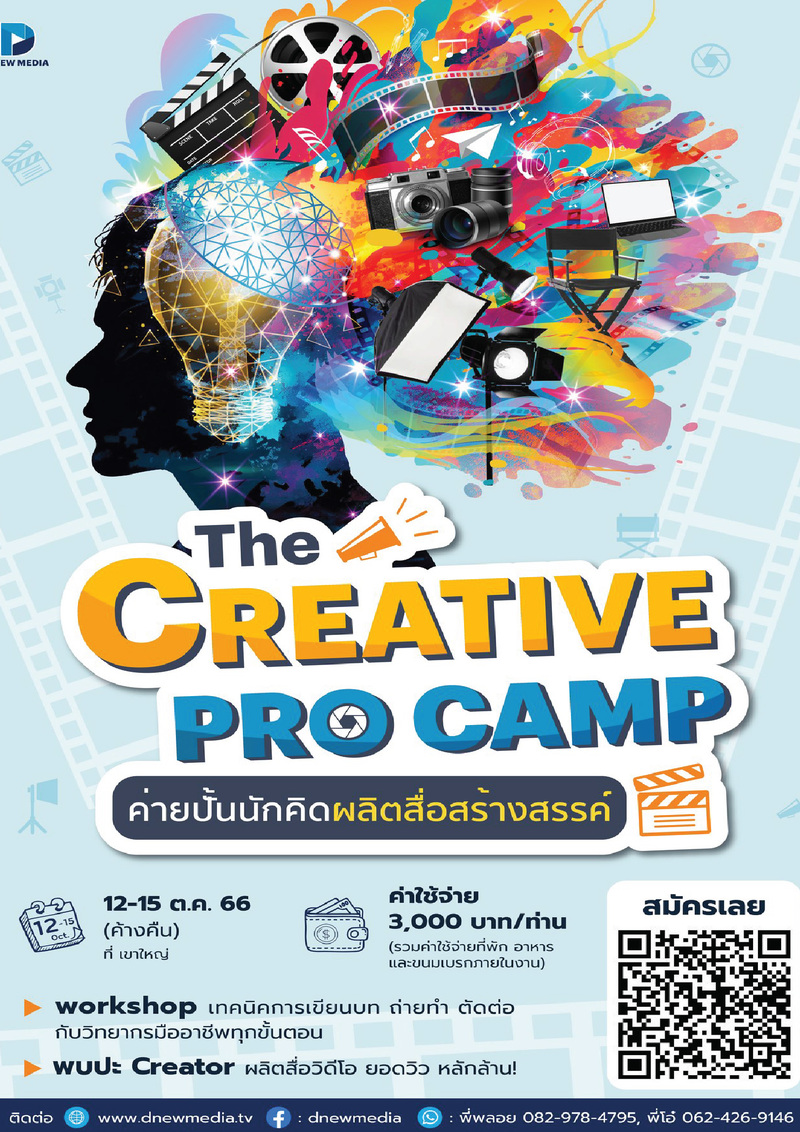 EW MEDIA
SCENE TAKE ROLL
DATE
The
CREATIVE
PRO CAMP
ค่ายปั้นนักคิดผลิตสื่อสร้างสรรค์
12-15
Oct.
12-15 ต.ค. 66
(ค้างคืน)
ที่ เขาใหญ่
100
$
ค่าใช้จ่าย
3,000 บาท/ท่าน
(รวมค่าใช้จ่ายที่พัก อาหาร
และขนมเบรกภายในงาน)
สมัครเลย
workshop เทคนิคการเขียนบท ถ่ายทำ ตัดต่อ
กับวิทยากรมืออาชีพทุกขั้นตอน
พบปะ Creator ผลิตสื่อวิดีโอ ยอดวิว หลักล้าน!
ติดต่อ www.dnewmedia.tv : dnewmedia : พี่พลอย 082-978-4795, พี่โอ๋ 062-426-9146